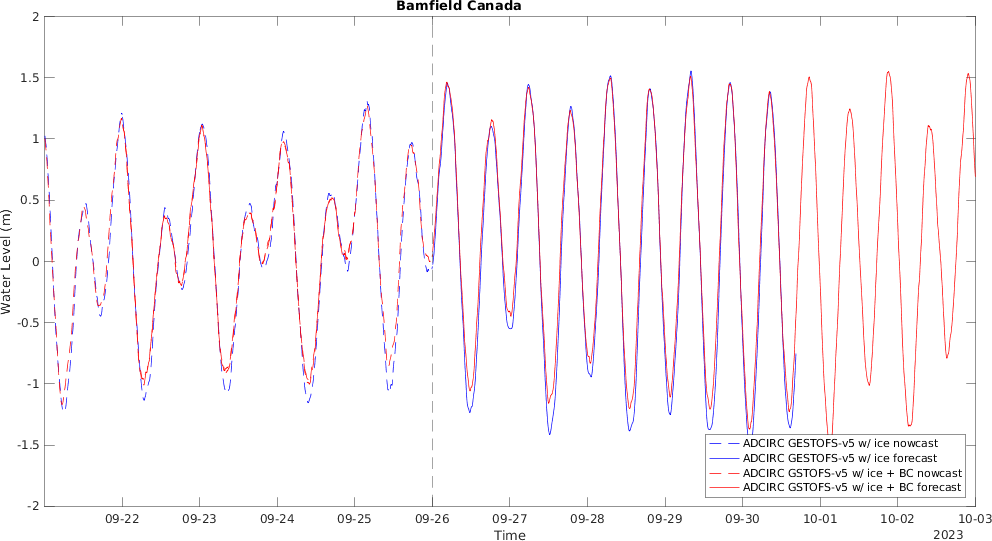 Bamfield Canada
2
1.5
1
0.5
0
-0.5
-1
-1.5
-2
Water Level (m)
09-22 09-23 09-24 09-25 09-26 09-27 09-28 09-29 09-30 10-01 10-02 10-03
Time
2023
ADCIRC GESTOFS-v5 w/ ice nowcast
ADCIRC GESTOFS-v5 w/ ice forecast
ADCIRC GSTOFS-v5 w/ ice + BC nowcast
ADCIRC GSTOFS-v5 w/ ice + BC forecast